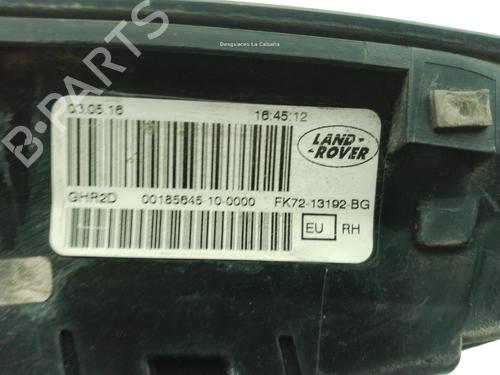 Desguaces La Cabaña
03.05.16 16:45:12
LAND
ROVER
GHR2D 00185645-10-0000 FK72-13192-BG
EU RH